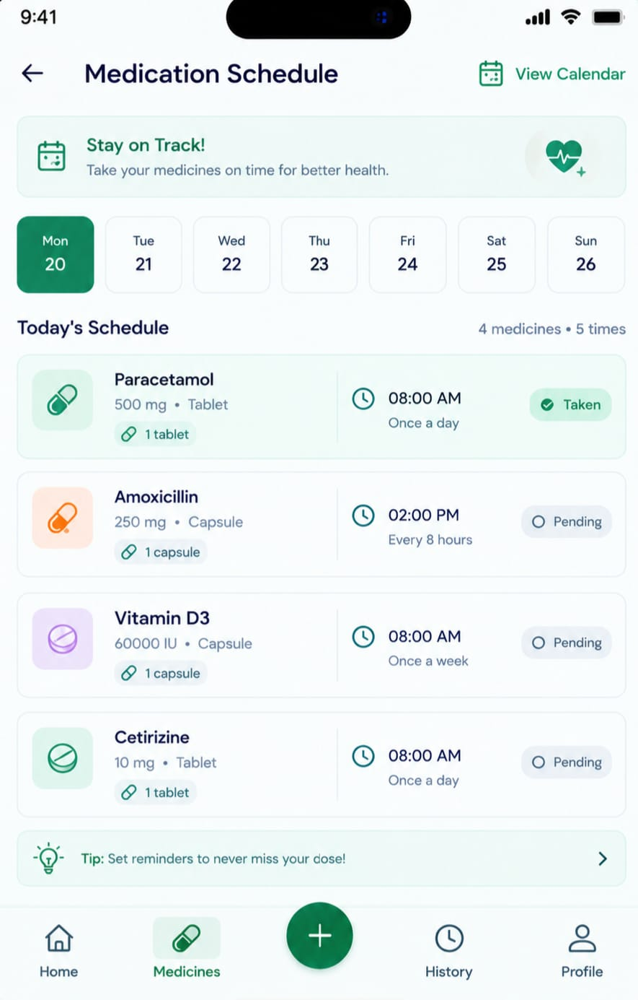 9:41
Medication Schedule
View Calendar
Stay on Track!
Take your medicines on time for better health.
Mon
20
Tue
21
Wed
22
Thu
23
Fri
24
Sat
25
Sun
26
Today's Schedule
4 medicines • 5 times
Paracetamol
500 mg • Tablet
1 tablet
08:00 AM
Once a day
Taken
Amoxicillin
250 mg • Capsule
1 capsule
02:00 PM
Every 8 hours
Pending
Vitamin D3
60000 IU • Capsule
1 capsule
08:00 AM
Once a week
Pending
Cetirizine
10 mg • Tablet
1 tablet
08:00 AM
Once a day
Pending
Tip: Set reminders to never miss your dose!
Home
Medicines
History
Profile